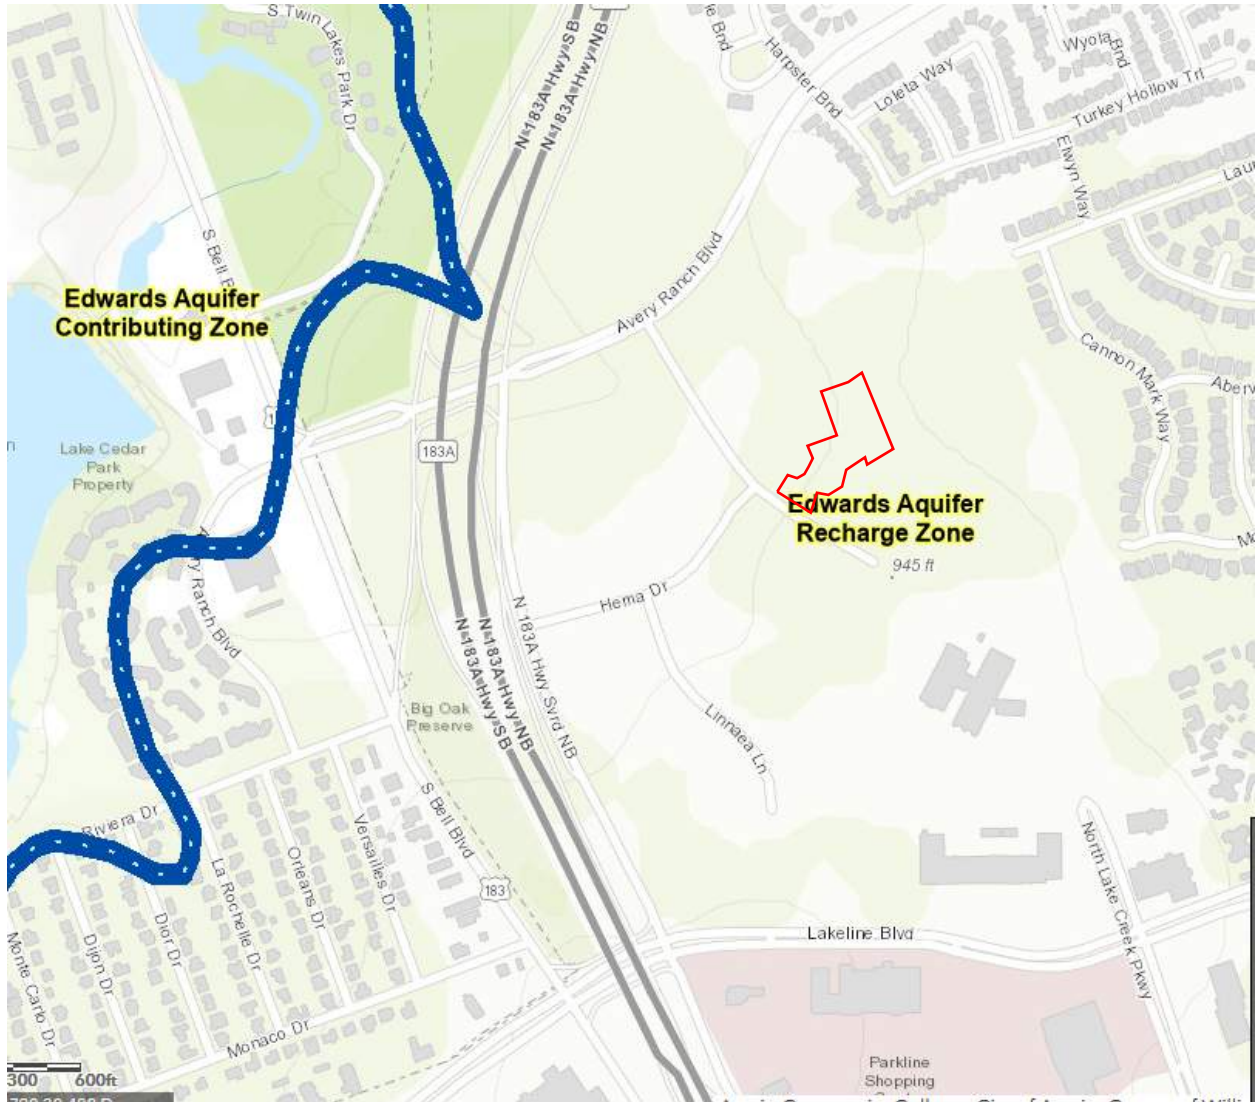 S Twin Lakes Park Dr
N 183A Hwy SB
N 183A Hwy NB
Harpster Bnd
Bnd
Loleta Way
Wyola Bnd
Turkey Hollow Trl
Elwyn Way
S Bell
Edwards Aquifer
Contributing Zone
Avery Ranch Blvd
Cannon Mark Way
183A
Lake Cedar
Park
Property
Edwards Aquifer
Recharge Zone
945 ft
Ranch Blvd
Hema Dr
N 183A Hwy SB
N 183A Hwy NB
N 183A Hwy Svrd NB
Big Oak
Preserve
Linnaea Ln
S Bell Blvd
Riviera Dr
Versailles Dr
Orleans Dr
La Rochelle Dr
Dior Dr
Dijon Dr
Monte Carlo Dr
183
Lakeline Blvd
North Lake Creek Pkwy
Monaco Dr
Parkline
Shopping
300 600ft